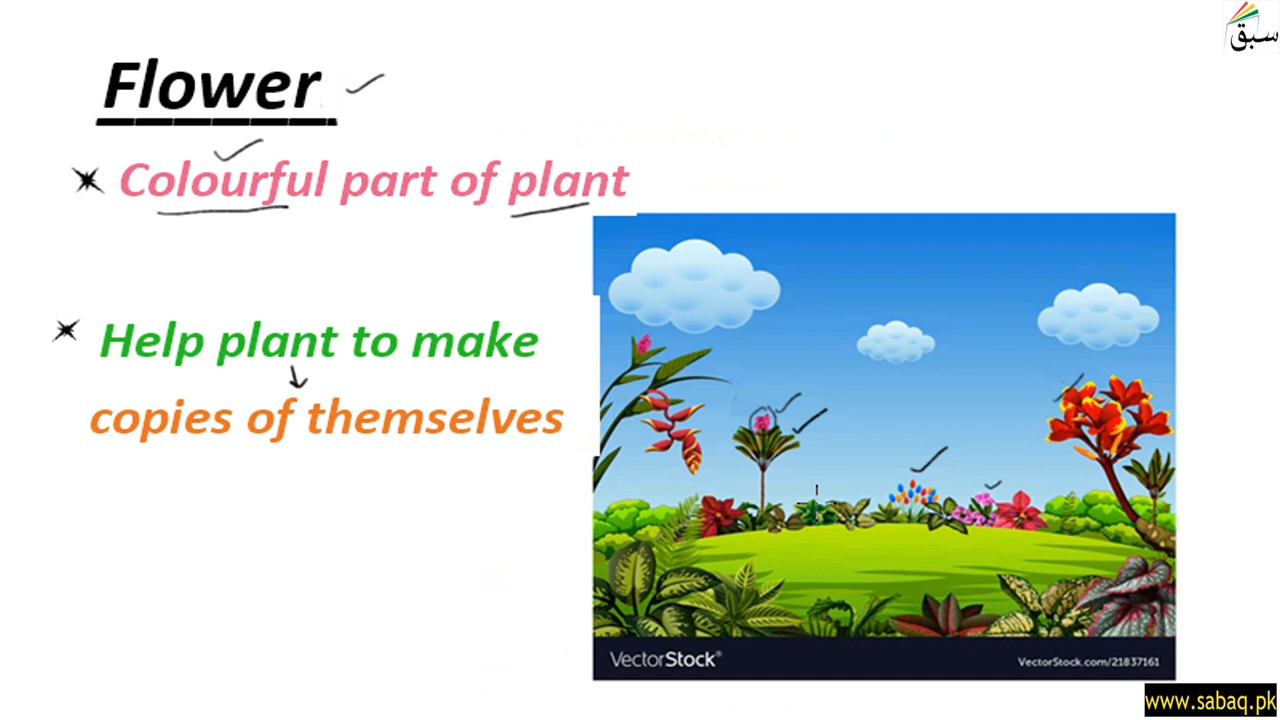 سبق
Flower
Colourful part of plant
Help plant to make
copies of themselves
VectorStock®
VectorStock.com/21837161
www.sabaq.pk